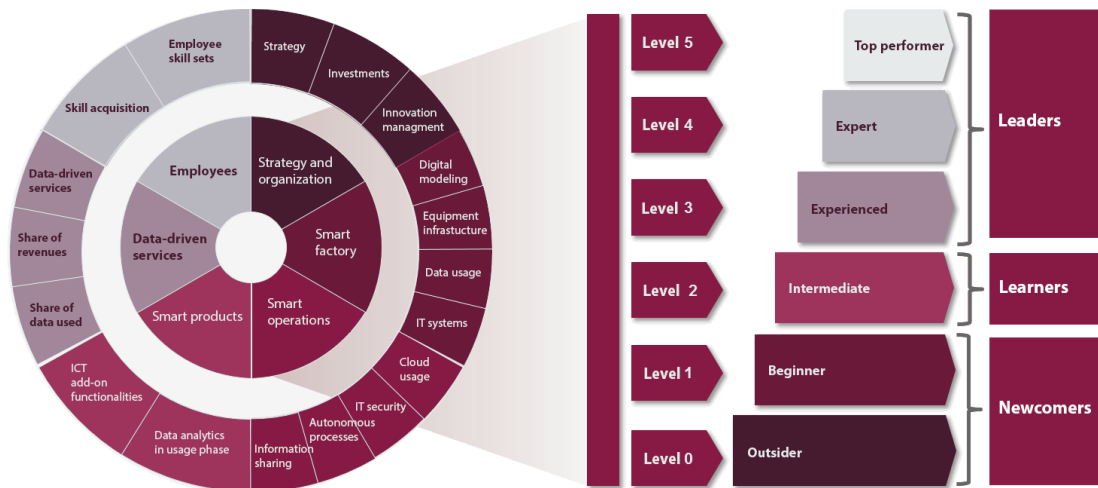 Employee
skill sets
Strategy
Investments
Innovation
managment
Digital
modeling
Equipment
infrastucture
Data usage
IT systems
Cloud
usage
IT security
Autonomous
processes
Information
sharing
Data analytics
in usage phase
ICT
add-on
functionalities
Share of
data used
Share of
revenues
Data-driven
services
Skill acquisition
Employees
Strategy and
organization
Smart
factory
Smart
operations
Smart products
Data-driven
services
Level 5
Top performer
Level 4
Expert
Level 3
Experienced
Leaders
Level 2
Intermediate
Learners
Level 1
Beginner
Level 0
Outsider
Newcomers